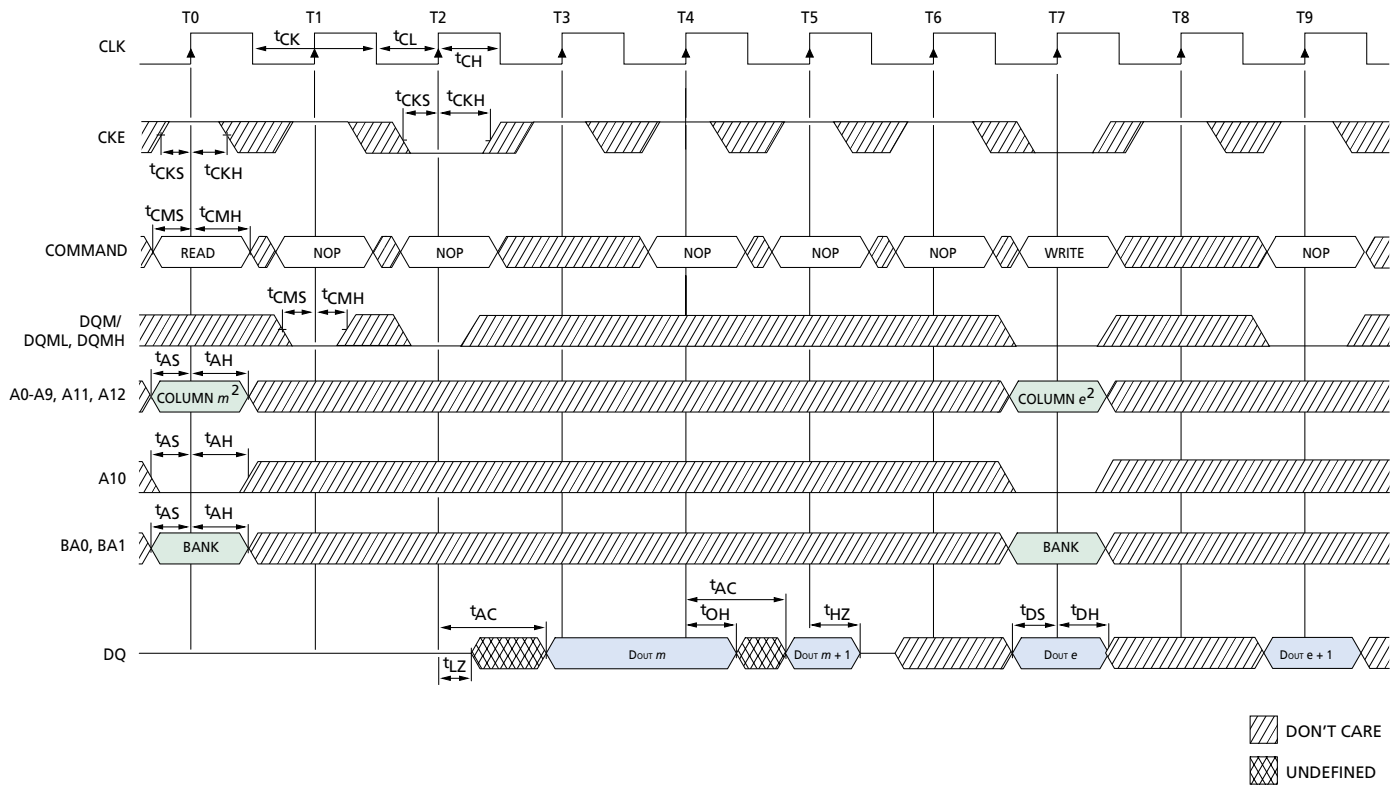 T0 T1 T2 T3 T4 T5 T6 T7 T8 T9
CLK
tCK tCL
tCH
tCKS tCKH
CKE
tCKS tCKH
tCMS tCMH
COMMAND READ NOP NOP NOP NOP NOP WRITE NOP
tCMS tCMH
DQM/
DQML, DQMH
tAS tAH
A0-A9, A11, A12 COLUMN m2 COLUMN e2
tAS tAH
A10
tAS tAH
BA0, BA1 BANK BANK
tAC tAC
tOH tHZ tDS tDH
DQ DOUT m DOUT m + 1 DOUT e DOUT e + 1
tLZ
DON'T CARE
UNDEFINED